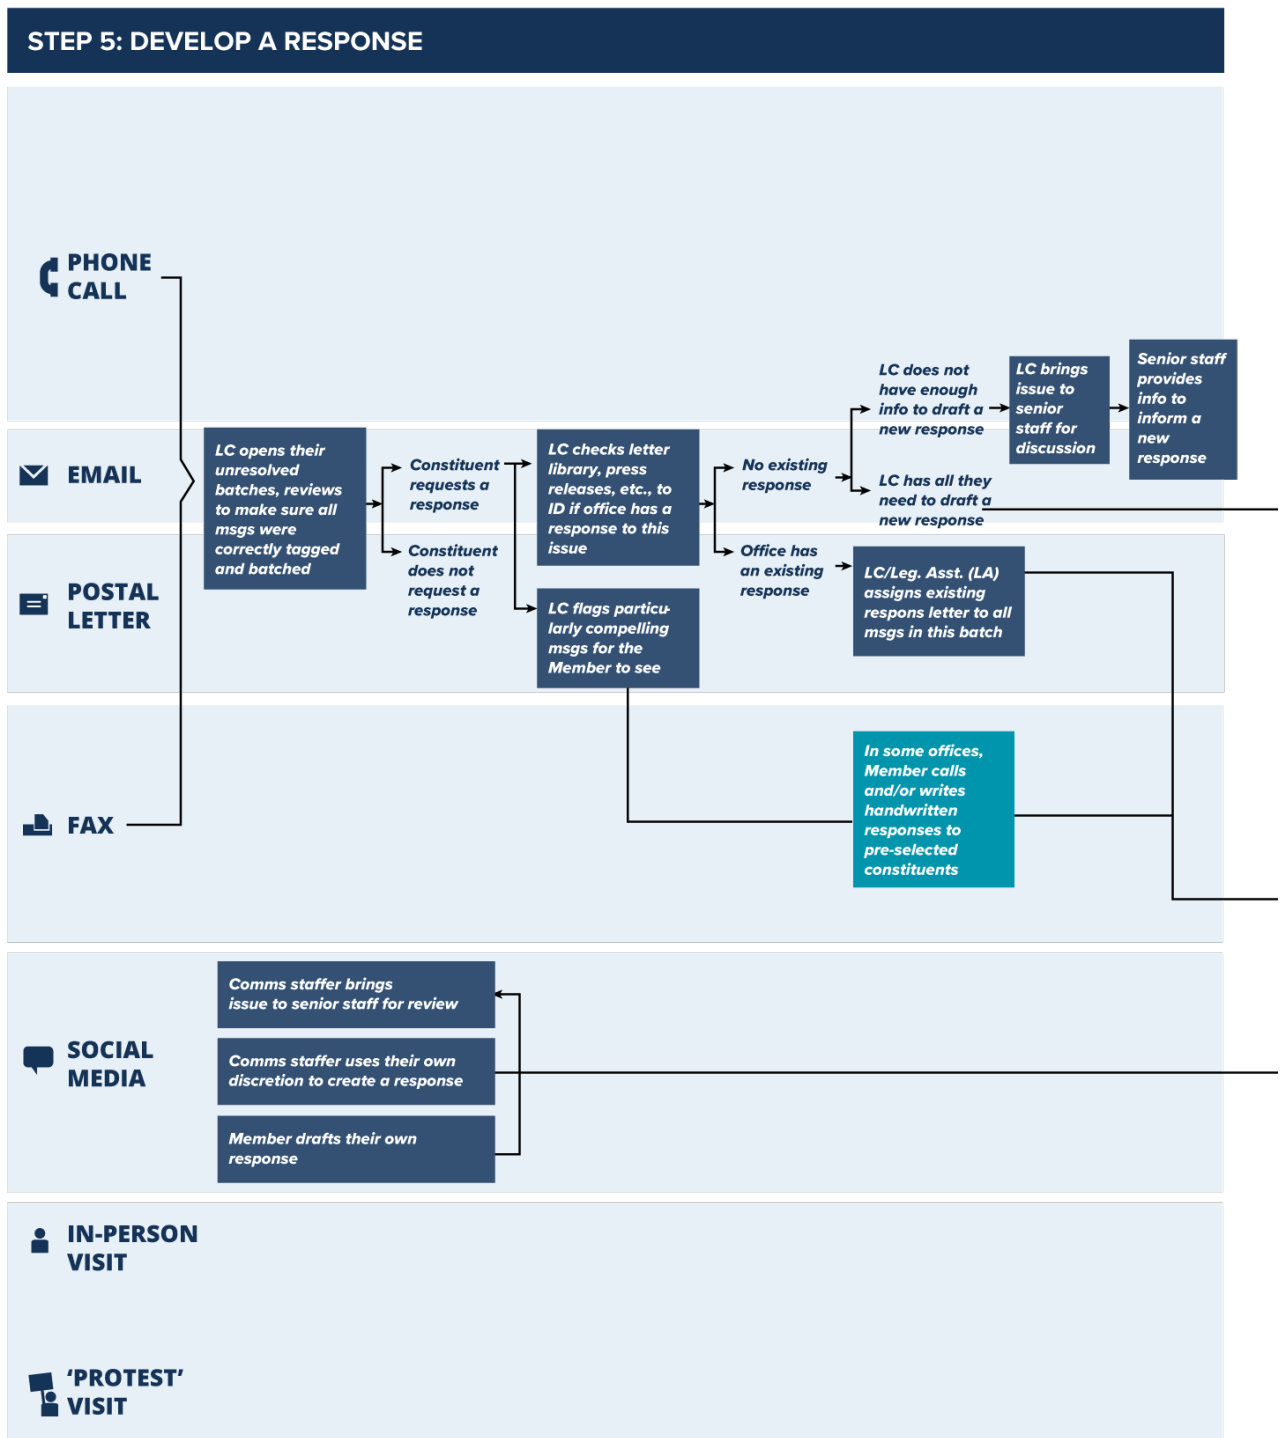 STEP 5: DEVELOP A RESPONSE
PHONE
CALL
EMAIL
POSTAL
LETTER
FAX
LC opens their
unresolved
batches, reviews
to make sure all
msgs were
correctly tagged
and batched
Constituent
requests a
response
Constituent
does not
request a
response
LC checks letter
library, press
releases, etc., to
ID if office has a
response to this
issue
LC flags particu-
larly compelling
msgs for the
Member to see
No existing
response
Office has
an existing
response
LC does not
have enough
info to draft a
new response
LC has all they
need to draft a
new response
LC brings
issue to
senior
staff for
discussion
Senior staff
provides
info to
inform a
new
response
LC/Leg. Asst. (LA)
assigns existing
respons letter to all
msgs in this batch
In some offices,
Member calls
and/or writes
handwritten
responses to
pre-selected
constituents
SOCIAL
MEDIA
Comms staffer brings
issue to senior staff for review
Comms staffer uses their own
discretion to create a response
Member drafts their own
response
IN-PERSON
VISIT
‘PROTEST’
VISIT